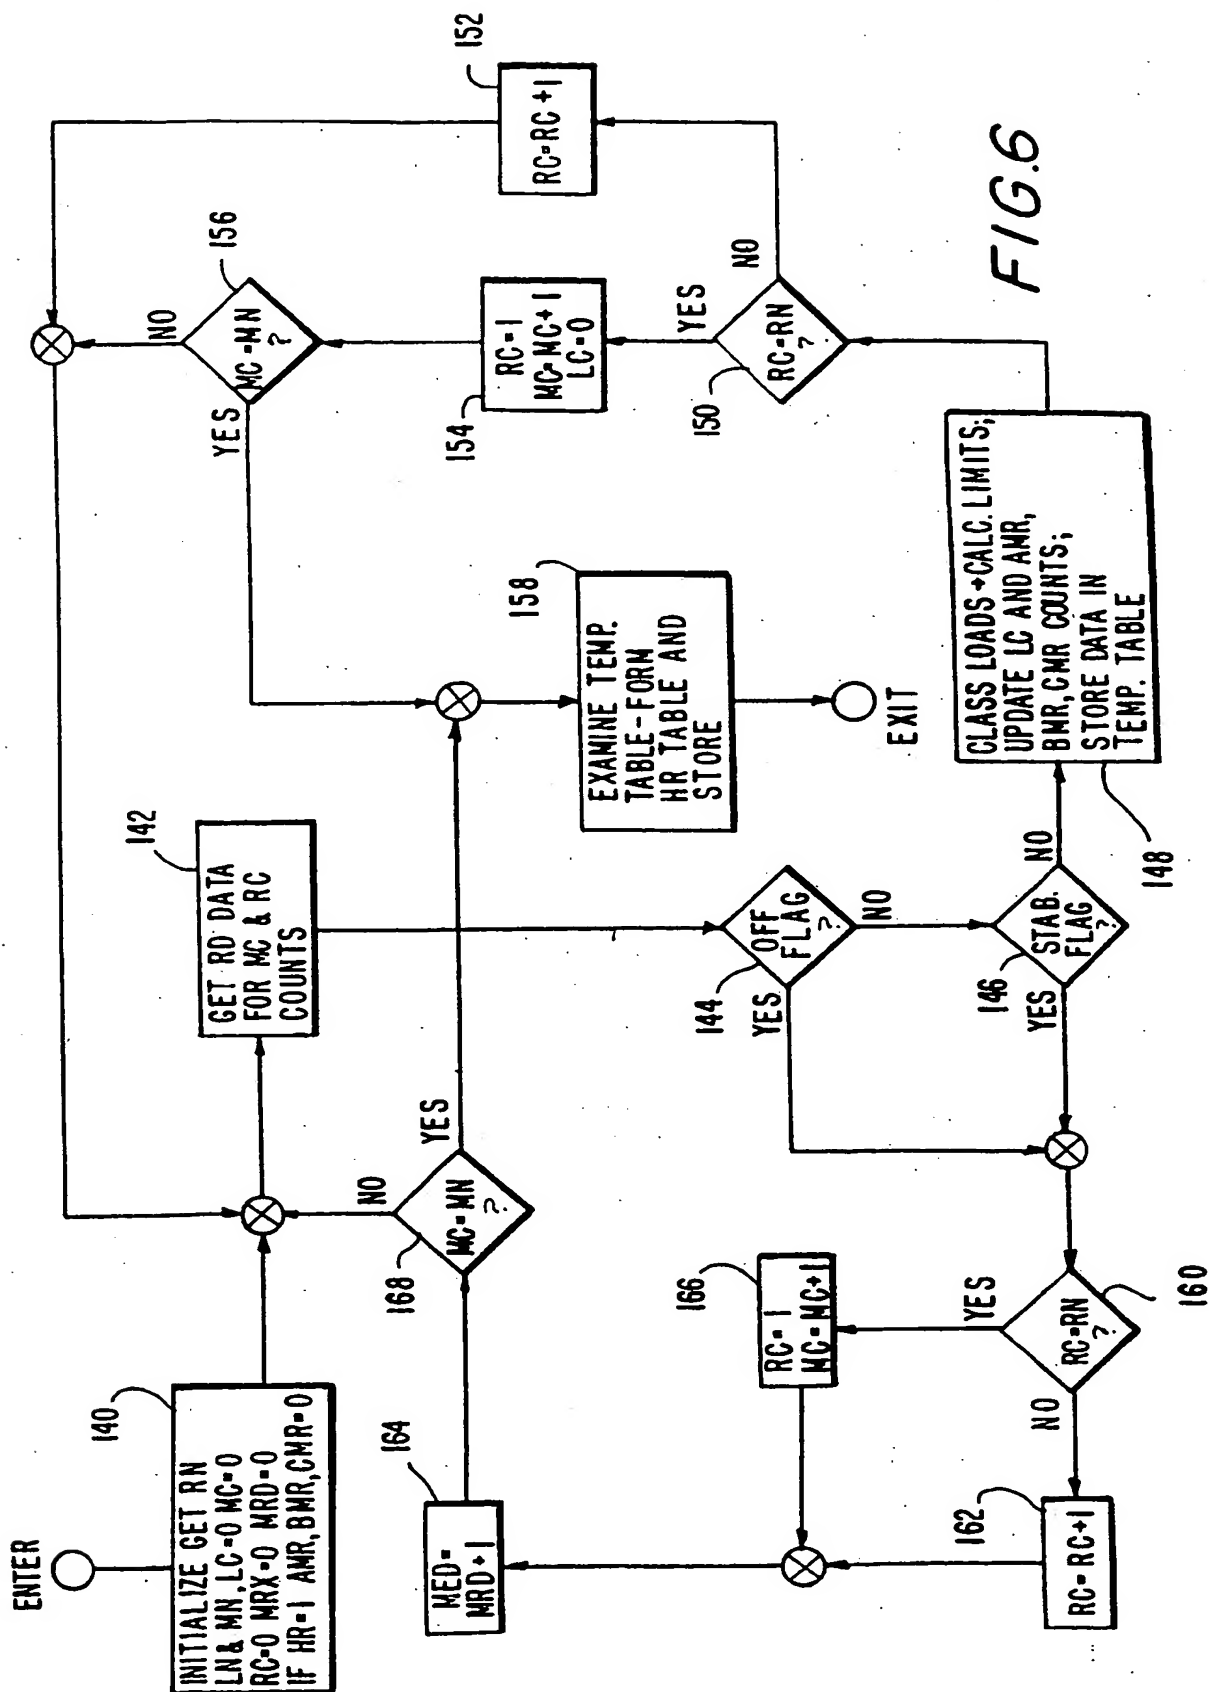 ENTER
140
INITIALIZE GET RN
LN & MN, LC=0 MC=0
RC=0 MRX=0 MRD=0
IF HR=1 AMR,BMR,CMR=0
142
GET RD DATA
FOR MC & RC
COUNTS
156
MC=MN
?
NO
YES
152
RC=RC+1
154
RC=1
MC=MC+1
LC=0
YES
NO
150
RC=RN
?
158
EXAMINE TEMP.
TABLE-FORM
HR TABLE AND
STORE
EXIT
168
MC=MN
?
NO
YES
164
MED=
MRD+1
144
OFF
FLAG
?
YES
NO
146
STAB.
FLAG
?
YES
NO
148
CLASS LOADS+CALC. LIMITS;
UPDATE LC AND AMR,
BMR, CMR COUNTS;
STORE DATA IN
TEMP. TABLE
166
RC=1
MC=MC+1
YES
160
RC=RN
?
NO
162
RC=RC+1
FIG.6